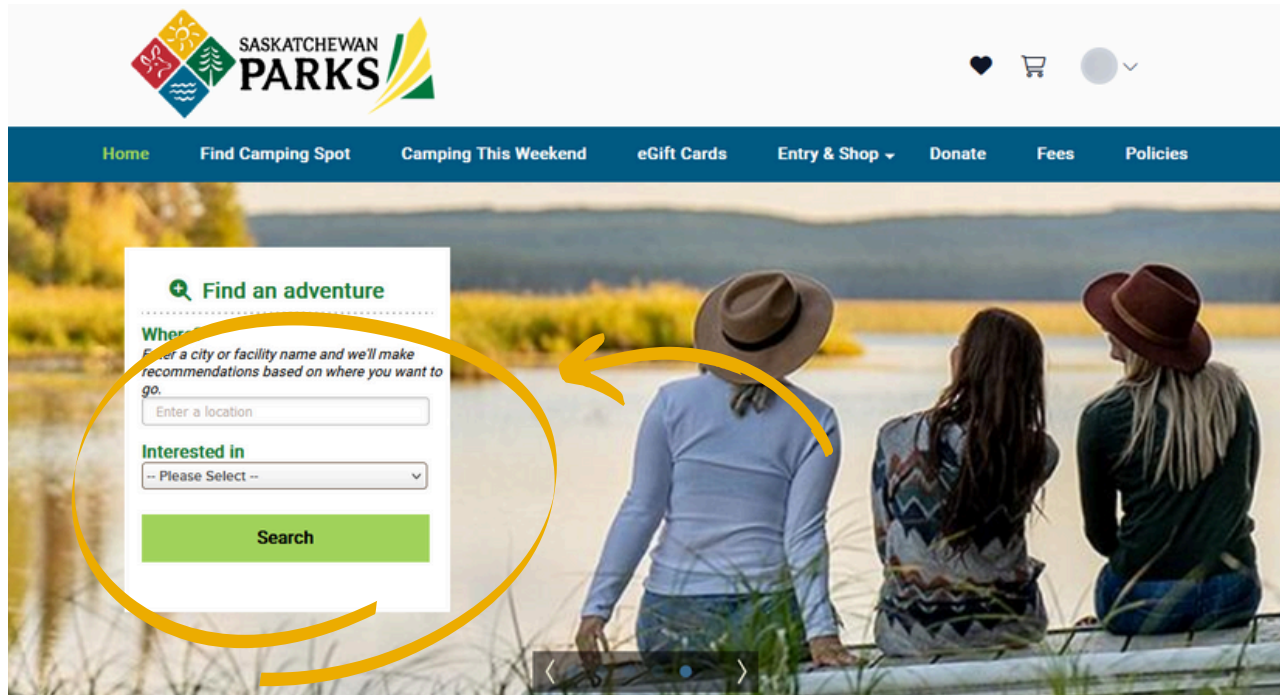 SASKATCHEWAN
PARKS
Home Find Camping Spot Camping This Weekend eGift Cards Entry & Shop Donate Fees Policies
Find an adventure
Where?
Enter a city or facility name and we'll make
recommendations based on where you want to
go.
Enter a location
Interested in
-- Please Select --
Search